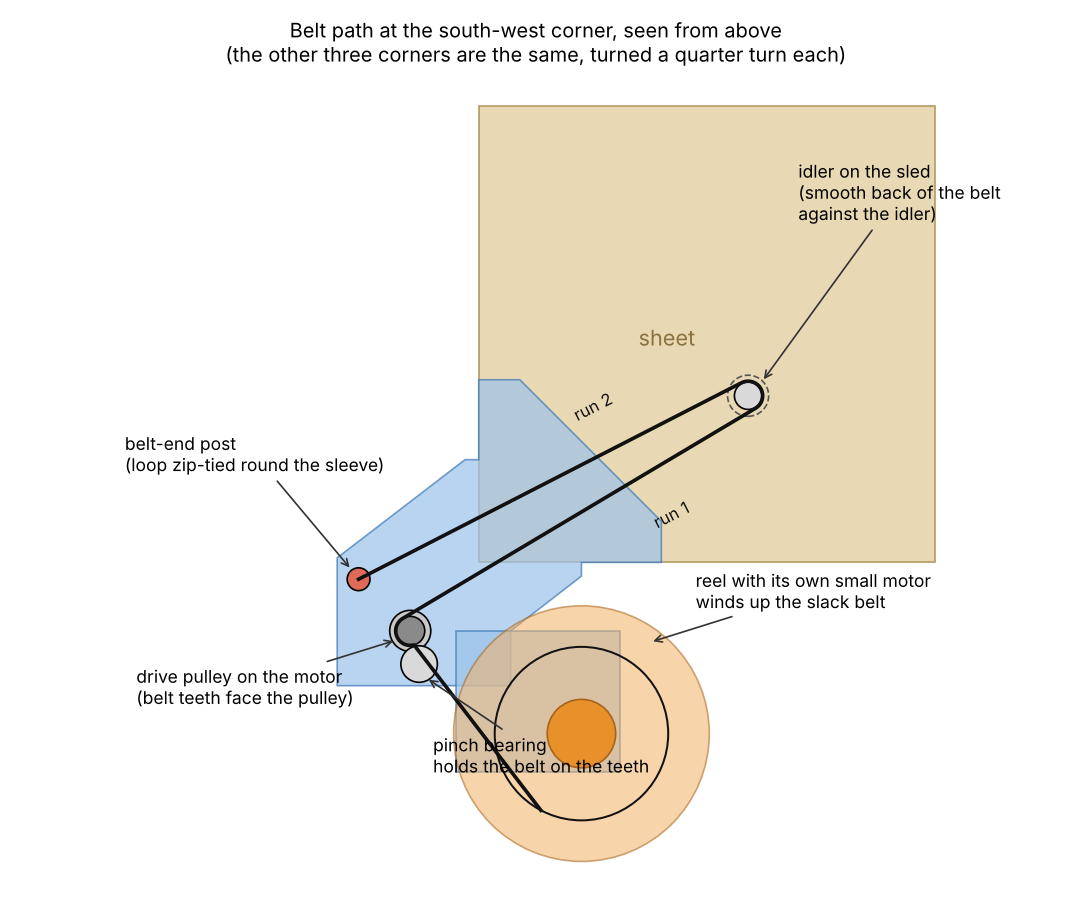 Belt path at the south-west corner, seen from above
(the other three corners are the same, turned a quarter turn each)
idler on the sled
(smooth back of the belt
against the idler)
sheet
run 2
belt-end post
(loop zip-tied round the sleeve)
run 1
reel with its own small motor
winds up the slack belt
drive pulley on the motor
(belt teeth face the pulley)
pinch bearing
holds the belt on the teeth